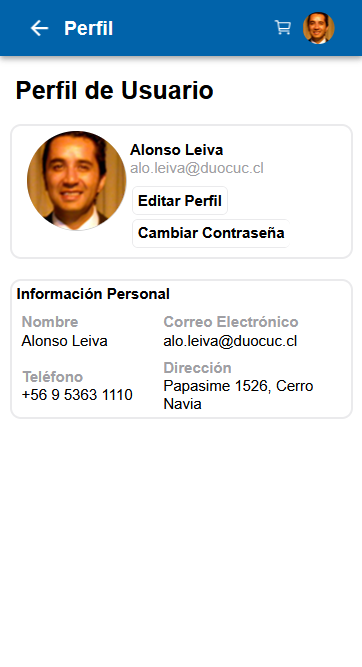 Perfil
Perfil de Usuario
Alonso Leiva
alo.leiva@duocuc.cl
Editar Perfil
Cambiar Contraseña
Información Personal
Nombre
Alonso Leiva
Correo Electrónico
alo.leiva@duocuc.cl
Teléfono
+56 9 5363 1110
Dirección
Papasime 1526, Cerro
Navia